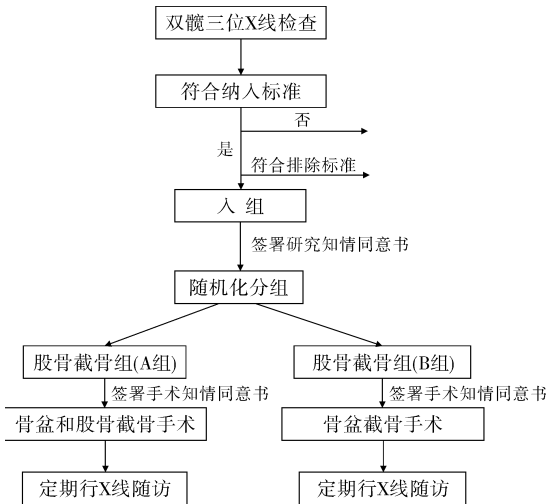 双髋三位X线检查
符合纳入标准
否
是
符合排除标准
入 组
签署研究知情同意书
随机化分组
股骨截骨组(A组)
股骨截骨组(B组)
签署手术知情同意书
签署手术知情同意书
骨盆和股骨截骨手术
骨盆截骨手术
定期行X线随访
定期行X线随访